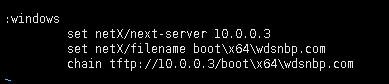 :windows
set netX/next-server 10.0.0.3
set netX/filename boot\x64\wdsnbp.com
chain tftp://10.0.0.3/boot\x64\wdsnbp.com
~